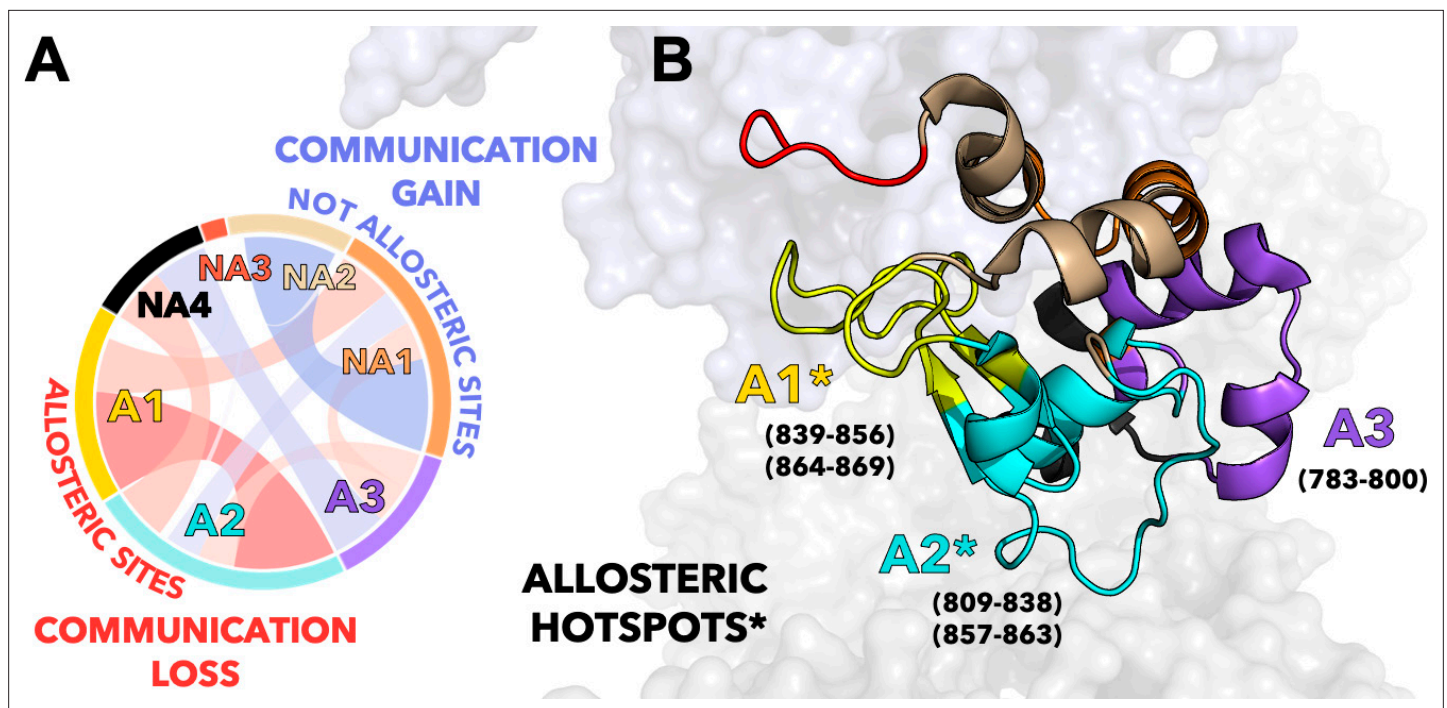 A
COMMUNICATION
GAIN
NOT ALLOSTERIC SITES
NA3
NA2
NA4
NA1
A1
A2
A3
ALLOSTERIC SITES
COMMUNICATION
LOSS
B
A1*
(839-856)
(864-869)
A3
(783-800)
A2*
(809-838)
(857-863)
ALLOSTERIC
HOTSPOTS*